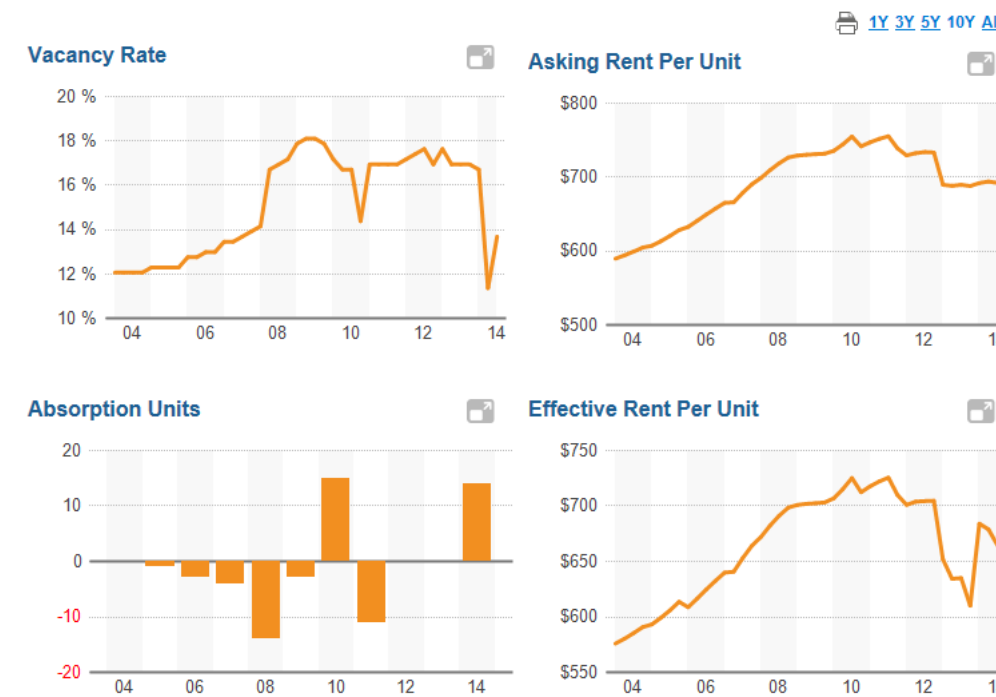 1Y 3Y 5Y 10Y
Vacancy Rate
20 %
18 %
16 %
14 %
12 %
10 %
04 06 08 10 12 14
Asking Rent Per Unit
$800
$700
$600
$500
04 06 08 10 12 1
Absorption Units
20
10
0
-10
-20
04 06 08 10 12 14
Effective Rent Per Unit
$750
$700
$650
$600
$550
04 06 08 10 12 1